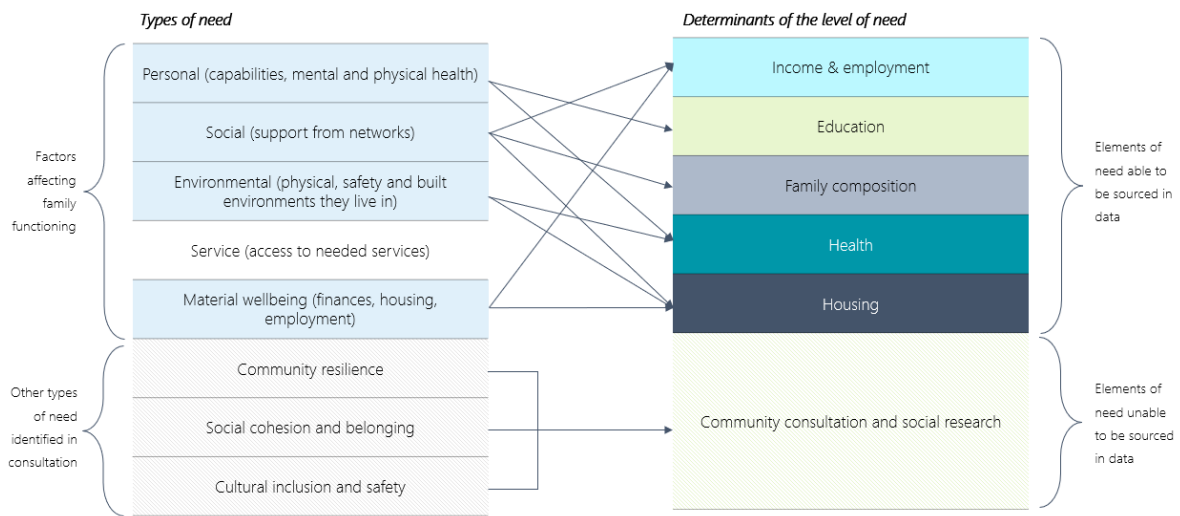 Types of need
Determinants of the level of need
Factors
affecting
family
functioning
Personal (capabilities, mental and physical health)
Social (support from networks)
Environmental (physical, safety and built
environments they live in)
Service (access to needed services)
Material wellbeing (finances, housing,
employment)
Income & employment
Education
Family composition
Health
Housing
Elements of
need able to
be sourced in
data
Other types
of need
identified in
consultation
Community resilience
Social cohesion and belonging
Cultural inclusion and safety
Community consultation and social research
Elements of
need unable
to be sourced
in data